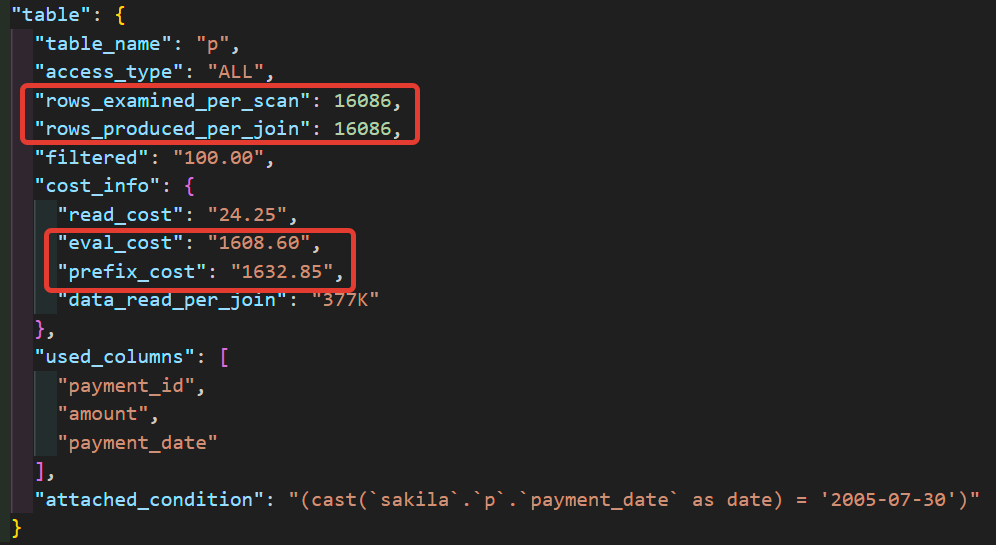 "table": {
"table_name": "p",
"access_type": "ALL",
"rows_examined_per_scan": 16086,
"rows_produced_per_join": 16086,
"filtered": "100.00",
"cost_info": {
"read_cost": "24.25",
"eval_cost": "1608.60",
"prefix_cost": "1632.85",
"data_read_per_join": "377K"
},
"used_columns": [
"payment_id",
"amount",
"payment_date"
],
"attached_condition": "(cast(`sakila`.`p`.`payment_date` as date) = '2005-07-30')"
}